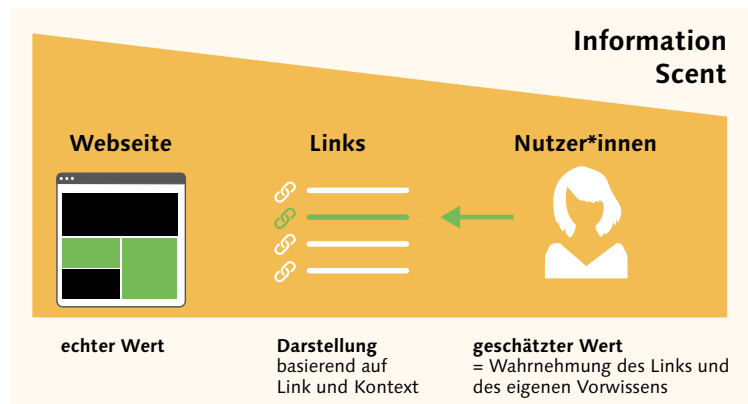 Information
Scent
Webseite
Links
Nutzer*innen
echter Wert
Darstellung
basierend auf
Link und Kontext
geschätzter Wert
= Wahrnehmung des Links und
des eigenen Vorwissens